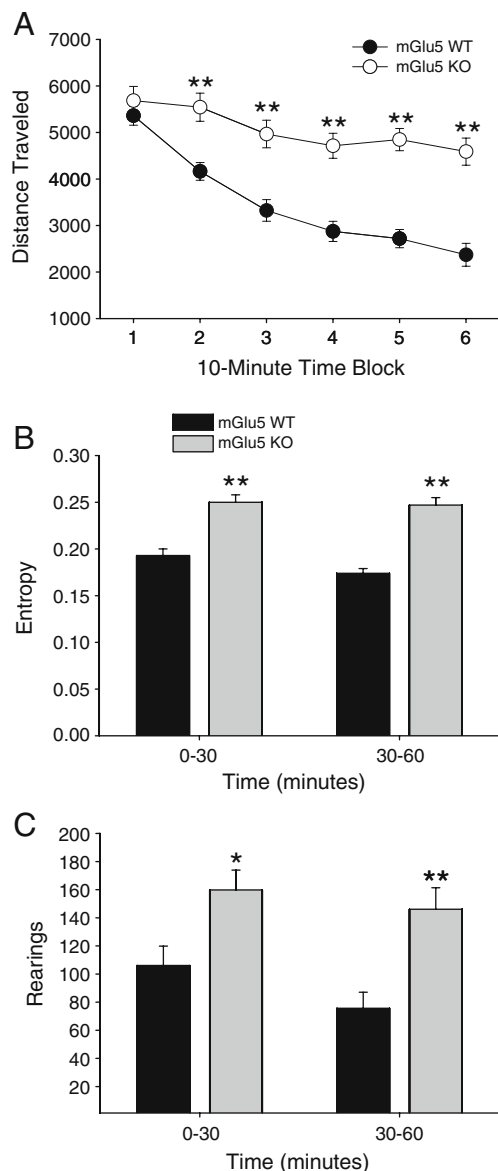 A
7000
6000
5000
4000
3000
2000
1000
Distance Traveled
mGlu5 WT
mGlu5 KO
** ** ** ** **
1 2 3 4 5 6
10-Minute Time Block
B
mGlu5 WT
mGlu5 KO
0.30
0.25
0.20
0.15
0.10
0.05
0.00
Entropy
** **
0-30 30-60
Time (minutes)
C
200
180
160
140
120
100
80
60
40
20
Rearings
* **
0-30 30-60
Time (minutes)